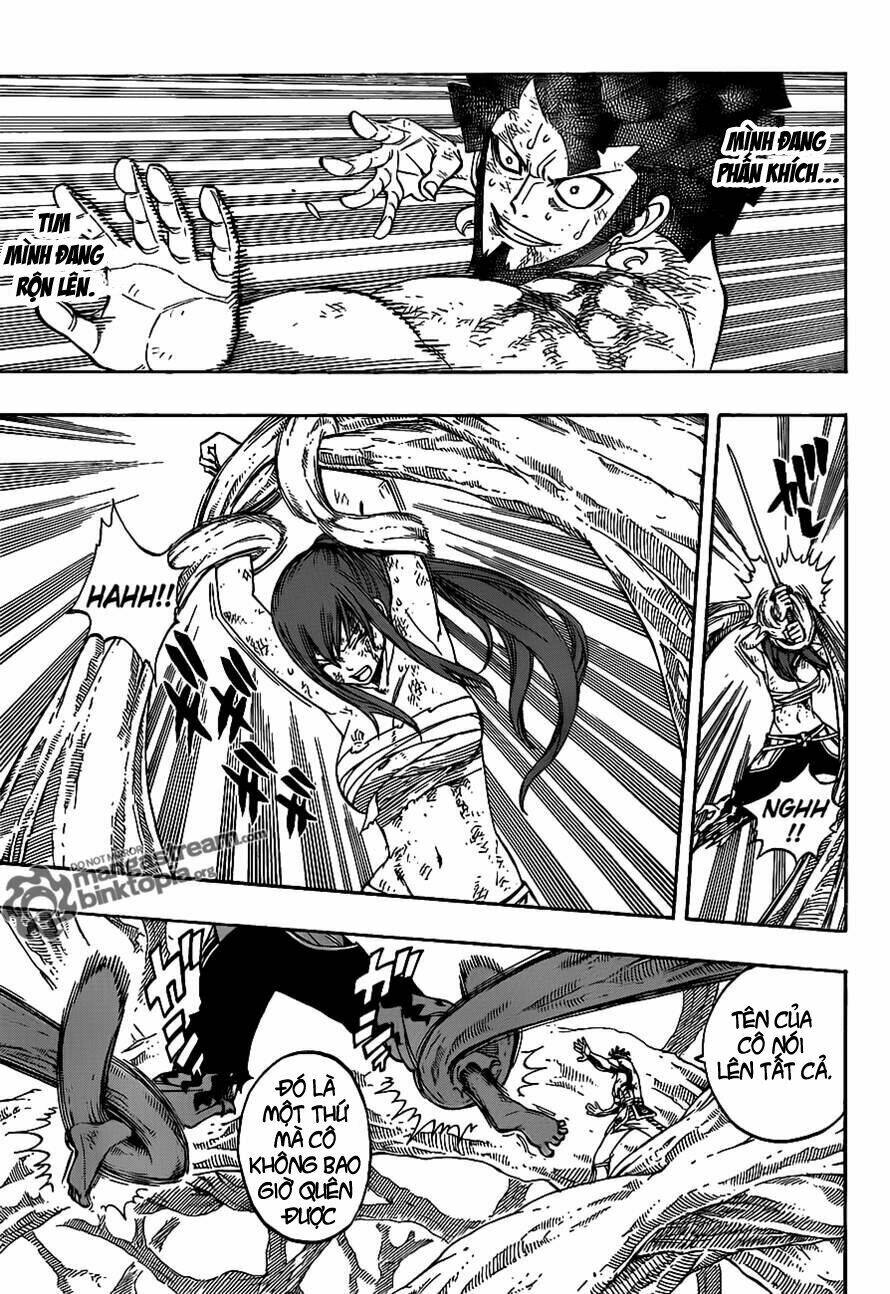 MÌNH ĐANG
PHẤN KHÍCH...
TIM
MÌNH ĐANG
RỘN LÊN.
NGHH
!!
HAHH!!
DO NOT MIRROR
mangastream.com
binktopia.org
TÊN CỦA
CÔ NÓI
LÊN TẤT CẢ.
ĐÓ LÀ
MỘT THỨ
MÀ CÔ
KHÔNG BAO
GIỜ QUÊN
ĐƯỢC